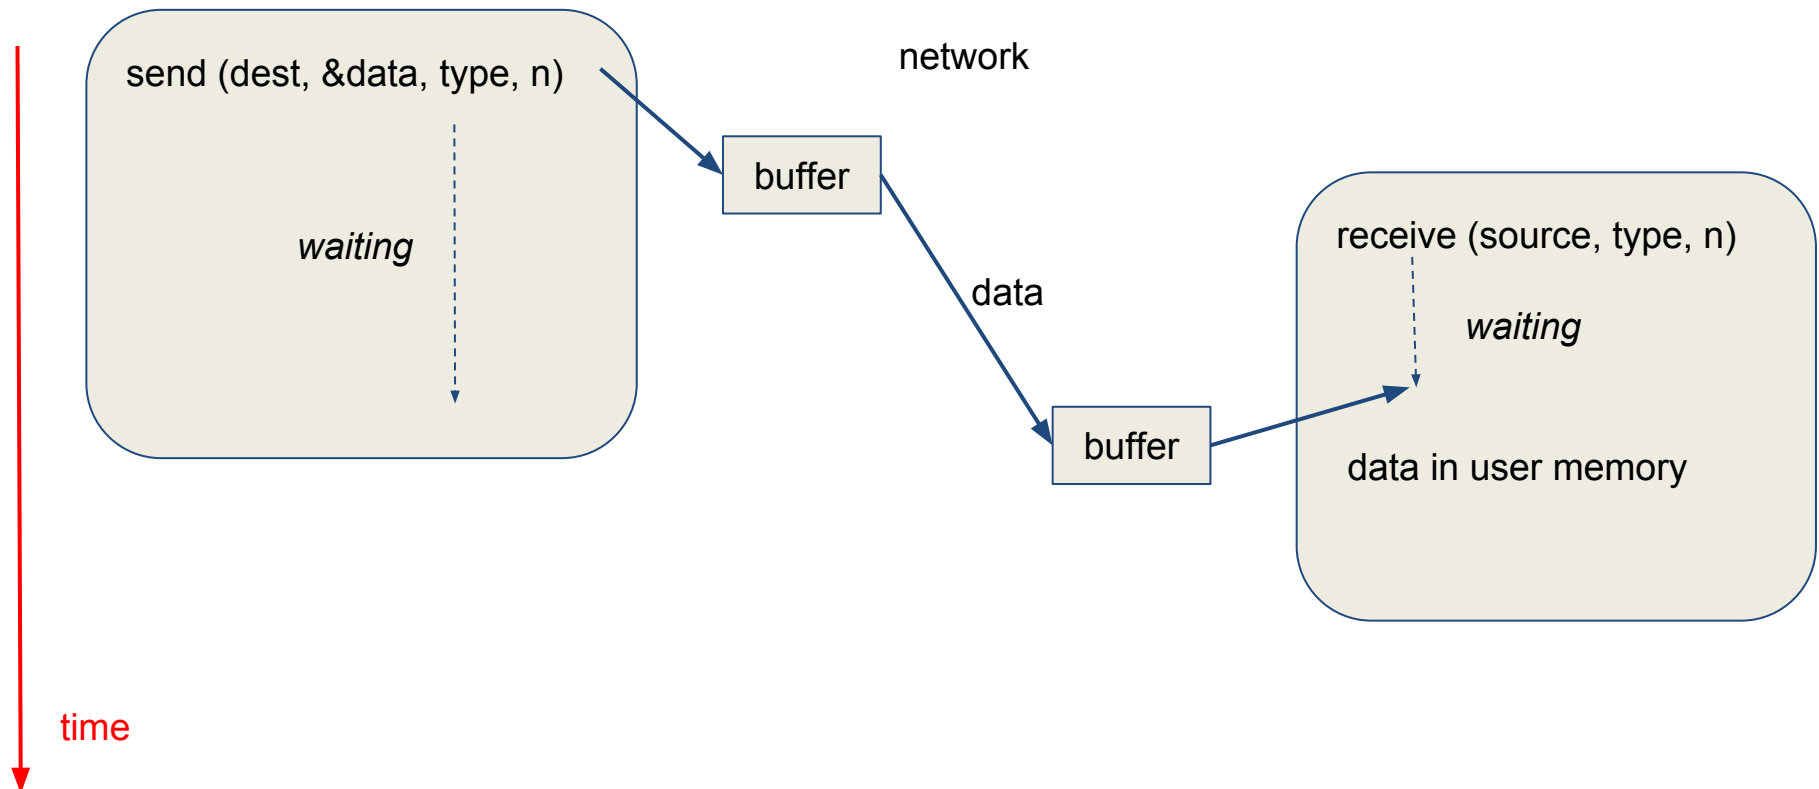 send (dest, &data, type, n)
network
buffer
waiting
receive (source, type, n)
data
waiting
buffer
data in user memory
time